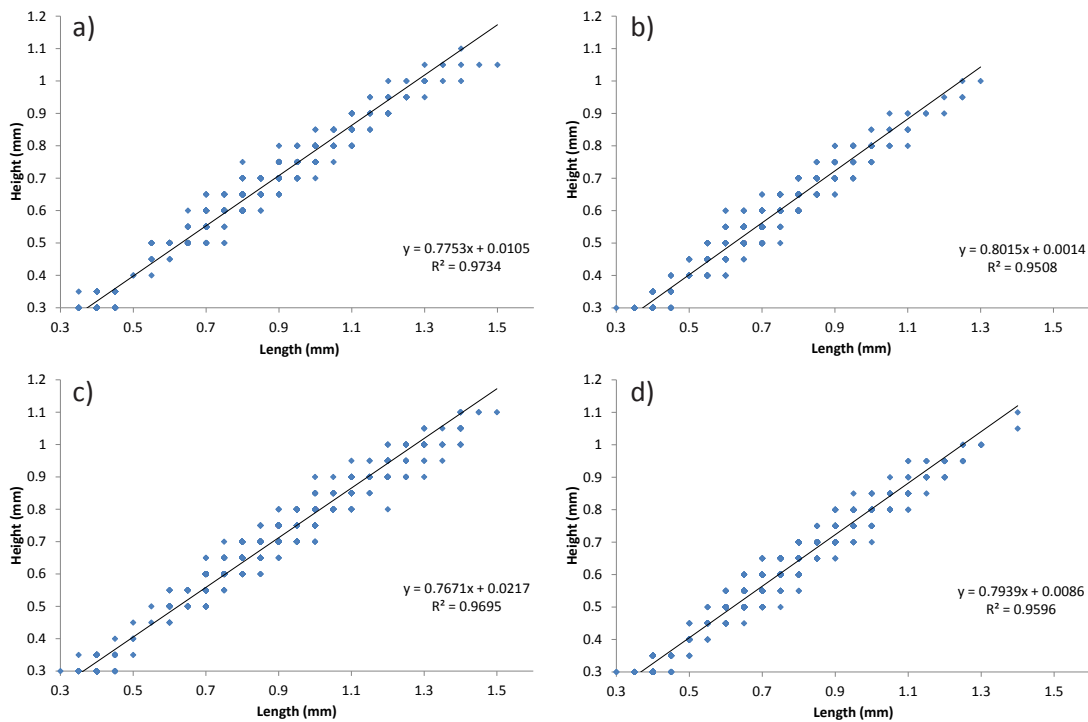 a)
1.2
1.1
1
0.9
0.8
0.7
0.6
0.5
0.4
0.3
Height (mm)
y = 0.7753x + 0.0105
R² = 0.9734
0.3 0.5 0.7 0.9 1.1 1.3 1.5
Length (mm)
b)
1.2
1.1
1
0.9
0.8
0.7
0.6
0.5
0.4
0.3
Height (mm)
y = 0.8015x + 0.0014
R² = 0.9508
0.3 0.5 0.7 0.9 1.1 1.3 1.5
Length (mm)
c)
1.2
1.1
1
0.9
0.8
0.7
0.6
0.5
0.4
0.3
Height (mm)
y = 0.7671x + 0.0217
R² = 0.9695
0.3 0.5 0.7 0.9 1.1 1.3 1.5
Length (mm)
d)
1.2
1.1
1
0.9
0.8
0.7
0.6
0.5
0.4
0.3
Height (mm)
y = 0.7939x + 0.0086
R² = 0.9596
0.3 0.5 0.7 0.9 1.1 1.3 1.5
Length (mm)